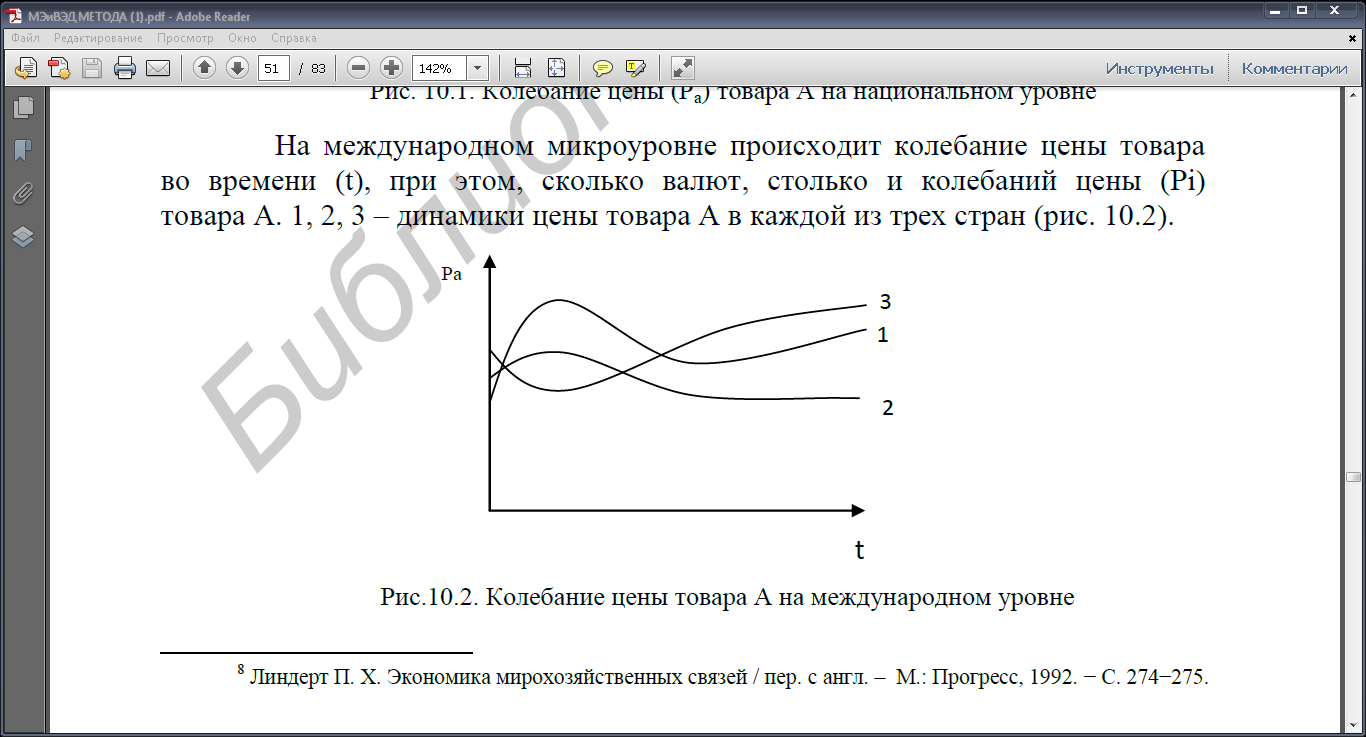 МЭиВЭД МЕТОДА (1).pdf - Adobe Reader
Файл Редактирование Просмотр Окно Справка
51 / 83 142% Инструменты Комментарии
Рис. 10.1. Колебание цены (Pа) товара А на национальном уровне
На международном микроуровне происходит колебание цены товара
во времени (t), при этом, сколько валют, столько и колебаний цены (Pi)
товара А. 1, 2, 3 – динамики цены товара А в каждой из трех стран (рис. 10.2).
Ра
3
1
2
t
Рис.10.2. Колебание цены товара А на международном уровне
8 Линдерт П. Х. Экономика мирохозяйственных связей / пер. с англ. – М.: Прогресс, 1992. − С. 274−275.